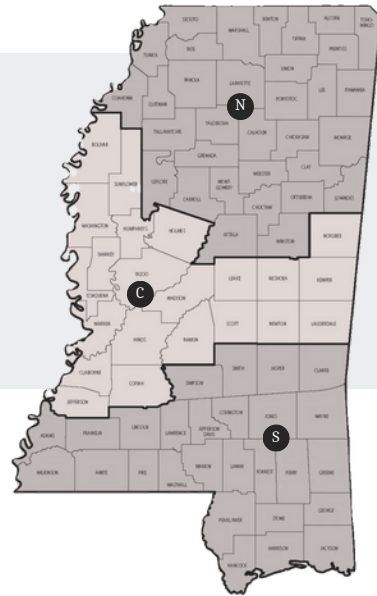 DESOTO
BENTON
ALCORN
TISHO-
MINGO
MARSHALL
TIPPAH
PRENTISS
TATE
TUNICA
UNION
PANOLA
LAFAYETTE
LEE
ITAWAMBA
COAHOMA
QUITMAN
PONTOTOC
N
BOLIVAR
TALLAHATCHIE
YALOBUSHA
CALHOUN
CHICKASAW
MONROE
GRENADA
SUNFLOWER
LEFLORE
WEBSTER
CLAY
MONT-
GOMERY
CARROLL
OKTIBBEHA
LOWNDES
CHOCTAW
WASHINGTON
HUMPHREYS
HOLMES
ATTALA
WINSTON
NOXUBEE
SHARKEY
YAZOO
LEAKE
NESHOBA
KEMPER
ISSAQUENA
C
MADISON
WARREN
SCOTT
NEWTON
LAUDERDALE
HINDS
RANKIN
CLAIBORNE
COPIAH
SIMPSON
SMITH
JASPER
CLARKE
JEFFERSON
ADAMS
FRANKLIN
LINCOLN
LAWRENCE
JEFFERSON
DAVIS
COVINGTON
JONES
WAYNE
S
WILKINSON
AMITE
PIKE
WALTHALL
MARION
LAMAR
FORREST
PERRY
GREENE
PEARL RIVER
STONE
GEORGE
HARRISON
JACKSON
HANCOCK